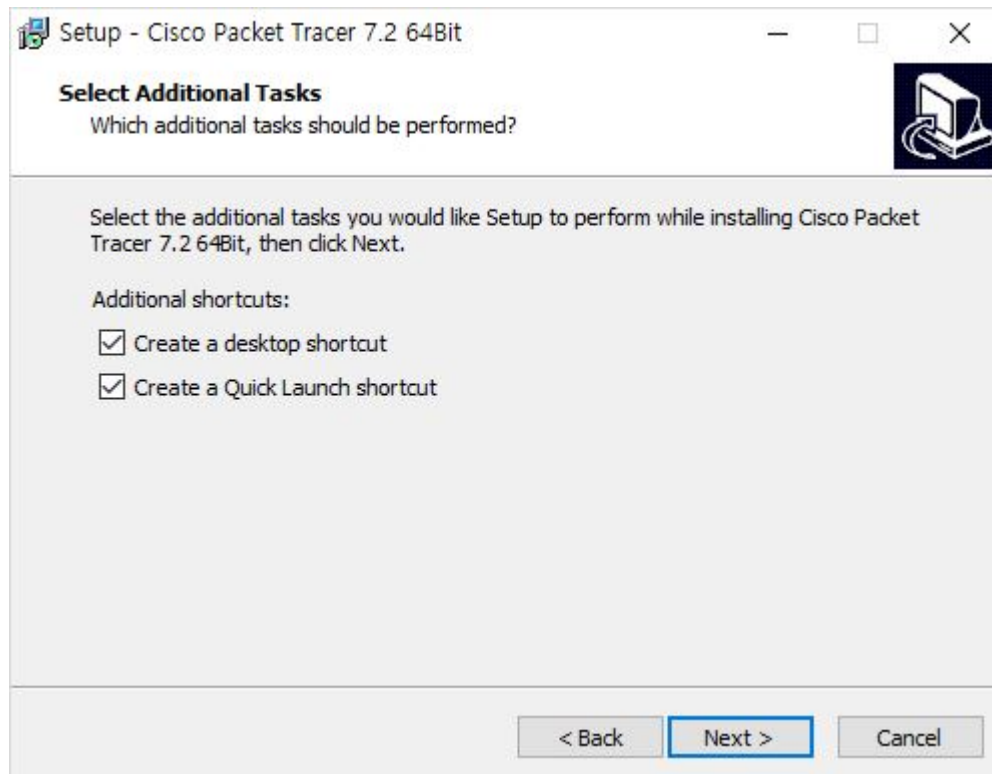 Setup - Cisco Packet Tracer 7.2 64Bit
Select Additional Tasks
Which additional tasks should be performed?
Select the additional tasks you would like Setup to perform while installing Cisco Packet
Tracer 7.2 64Bit, then click Next.
Additional shortcuts:
Create a desktop shortcut
Create a Quick Launch shortcut
< Back Next > Cancel